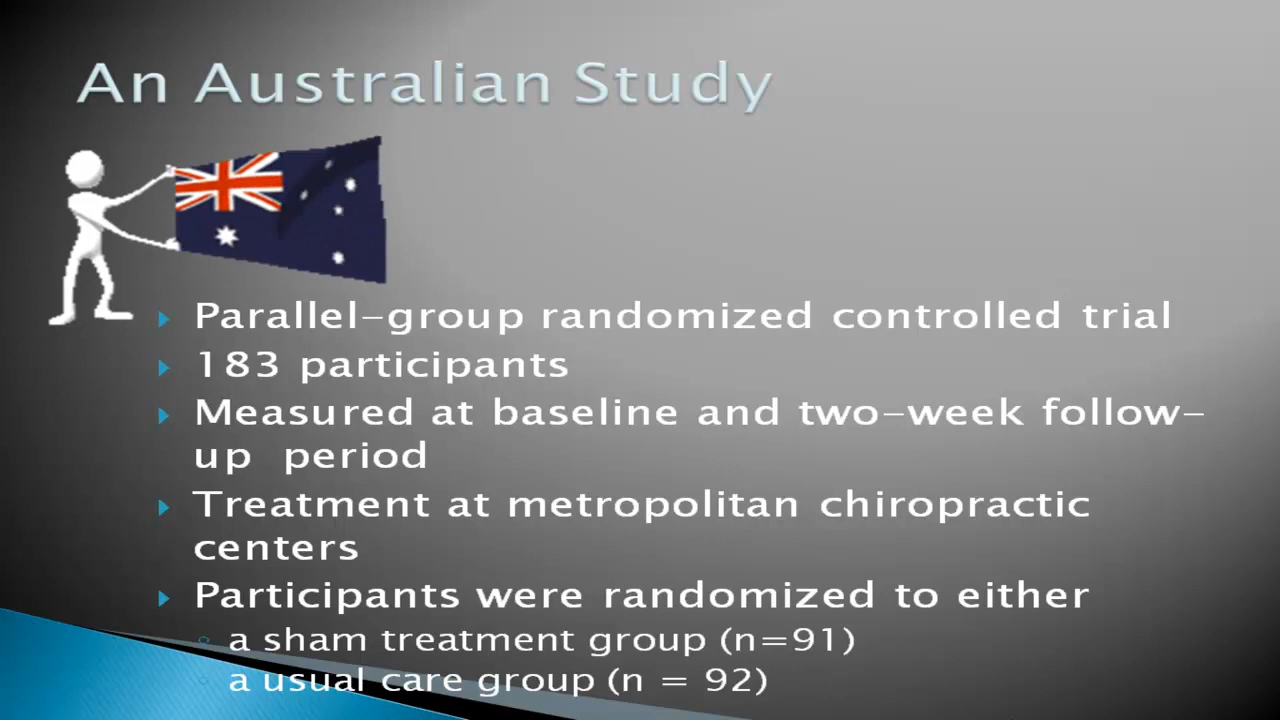 An Australian Study
Parallel-group randomized controlled trial
183 participants
Measured at baseline and two-week follow-
up period
Treatment at metropolitan chiropractic
centers
Participants were randomized to either
a sham treatment group (n=91)
a usual care group (n = 92)